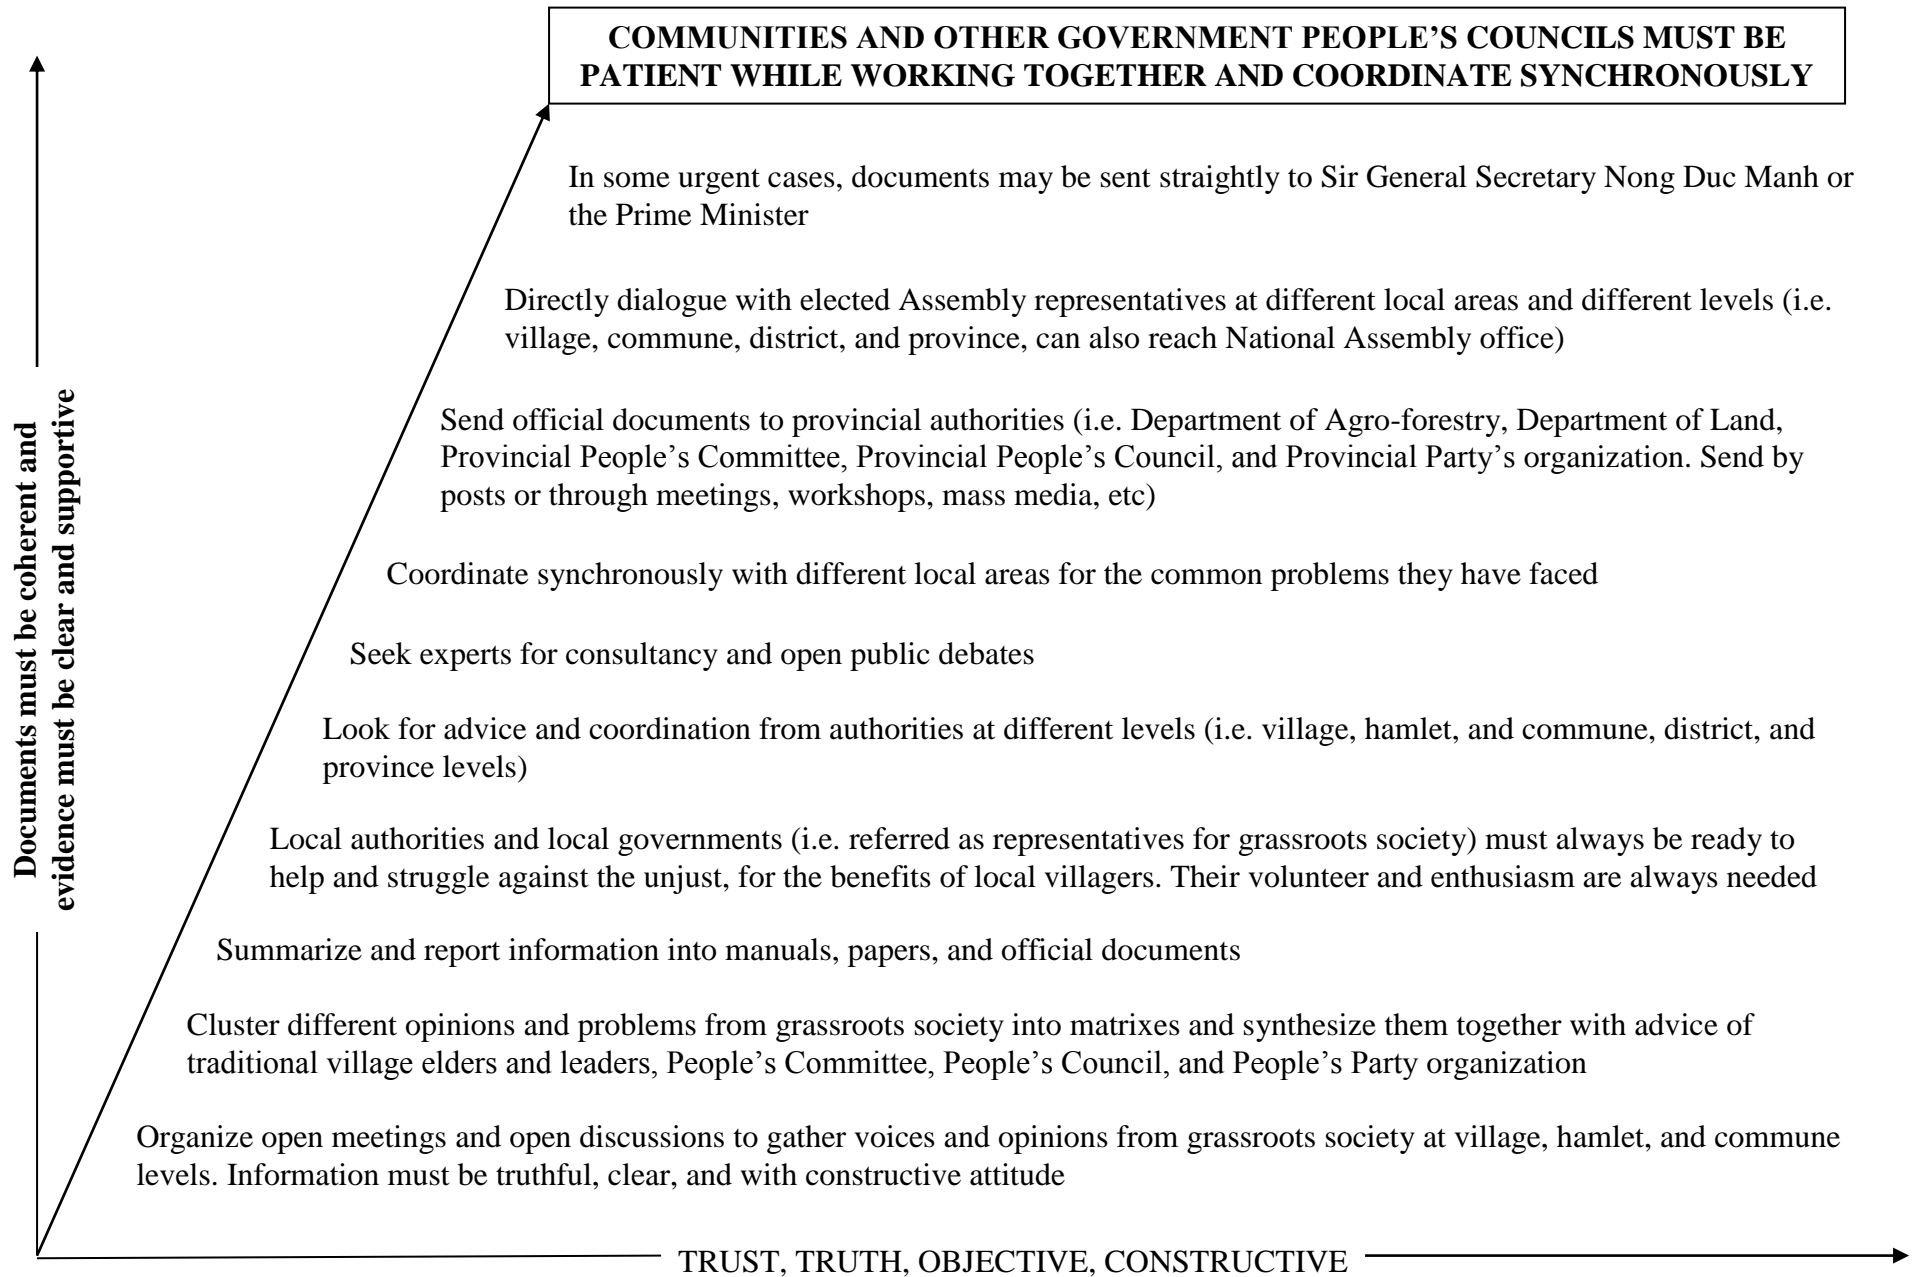 COMMUNITIES AND OTHER GOVERNMENT PEOPLE’S COUNCILS MUST BE
PATIENT WHILE WORKING TOGETHER AND COORDINATE SYNCHRONOUSLY
In some urgent cases, documents may be sent straightly to Sir General Secretary Nong Duc Manh or
the Prime Minister
Directly dialogue with elected Assembly representatives at different local areas and different levels (i.e.
village, commune, district, and province, can also reach National Assembly office)
Send official documents to provincial authorities (i.e. Department of Agro-forestry, Department of Land,
Provincial People’s Committee, Provincial People’s Council, and Provincial Party’s organization. Send by
posts or through meetings, workshops, mass media, etc)
Coordinate synchronously with different local areas for the common problems they have faced
Seek experts for consultancy and open public debates
Look for advice and coordination from authorities at different levels (i.e. village, hamlet, and commune, district, and
province levels)
Local authorities and local governments (i.e. referred as representatives for grassroots society) must always be ready to
help and struggle against the unjust, for the benefits of local villagers. Their volunteer and enthusiasm are always needed
Summarize and report information into manuals, papers, and official documents
Cluster different opinions and problems from grassroots society into matrixes and synthesize them together with advice of
traditional village elders and leaders, People’s Committee, People’s Council, and People’s Party organization
Organize open meetings and open discussions to gather voices and opinions from grassroots society at village, hamlet, and commune
levels. Information must be truthful, clear, and with constructive attitude
Documents must be coherent and
evidence must be clear and supportive
TRUST, TRUTH, OBJECTIVE, CONSTRUCTIVE